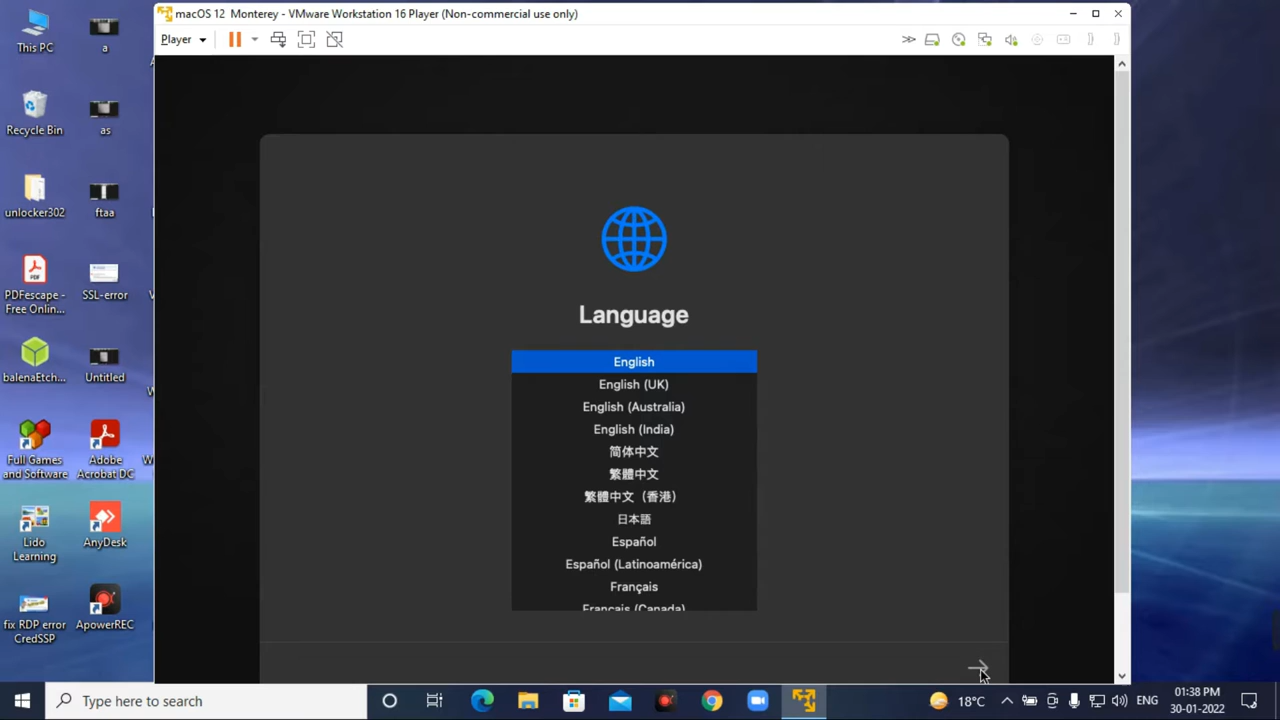 macOS 12 Monterey - VMware Workstation 16 Player (Non-commercial use only)
Player
This PC
a
Recycle Bin
as
unlocker302
ftaa
PDFescape -
Free Onlin...
SSL-error
balenaEtch...
Untitled
Full Games
and Software
Adobe
Acrobat DC
Lido
Learning
AnyDesk
fix RDP error
CredSSP
ApowerREC
Language
English
English (UK)
English (Australia)
English (India)
简体中文
繁體中文
繁體中文（香港）
日本語
Español
Español (Latinoamérica)
Français
Français (Canada)
Type here to search
18°C
ENG
01:38 PM
30-01-2022